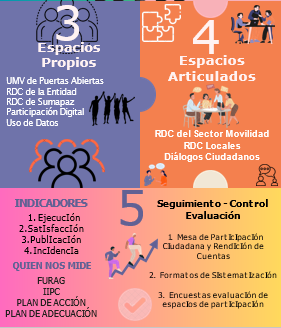 3
Espacios
Propios
UMV de Puertas Abiertas
RDC de la Entidad
RDC de Sumapaz
Participación Digital
Uso de Datos
4
Espacios
Articulados
RDC del Sector Movilidad
RDC Locales
Diálogos Ciudadanos
INDICADORES
1. Ejecución
2.Satisfacción
3.Publicación
4.Incidencia
QUIEN NOS MIDE
FURAG
IIPC
PLAN DE ACCIÓN
PLAN DE ADECUACIÓN
5
Seguimiento - Control
Evaluación
1. Mesa de Participación
Ciudadana y Rendición de
Cuentas
2. Formatos de Sistematización
3. Encuestas evaluación de
espacios de participación